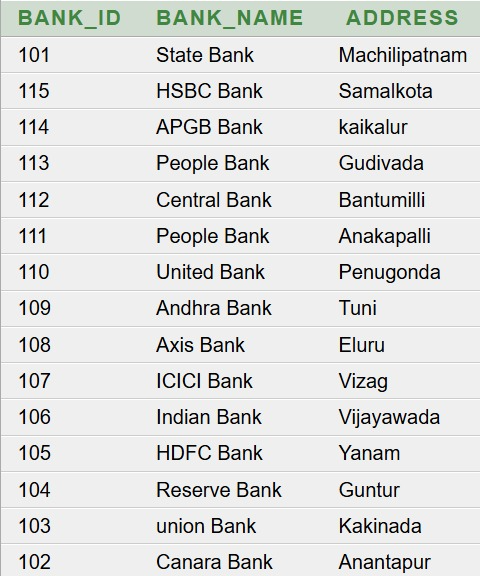 BANK_ID BANK_NAME ADDRESS
101 State Bank Machilipatnam
115 HSBC Bank Samalkota
114 APGB Bank kaikalur
113 People Bank Gudivada
112 Central Bank Bantumilli
111 People Bank Anakapalli
110 United Bank Penugonda
109 Andhra Bank Tuni
108 Axis Bank Eluru
107 ICICI Bank Vizag
106 Indian Bank Vijayawada
105 HDFC Bank Yanam
104 Reserve Bank Guntur
103 union Bank Kakinada
102 Canara Bank Anantapur